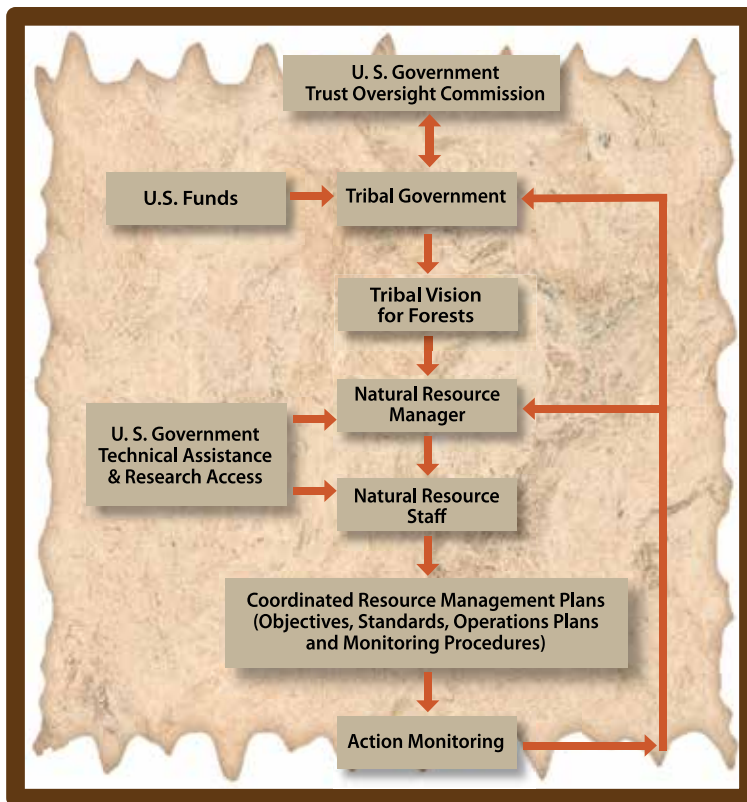 U. S. Government
Trust Oversight Commission
U.S. Funds
Tribal Government
Tribal Vision
for Forests
Natural Resource
Manager
U. S. Government
Technical Assistance
& Research Access
Natural Resource
Staff
Coordinated Resource Management Plans
(Objectives, Standards, Operations Plans
and Monitoring Procedures)
Action Monitoring